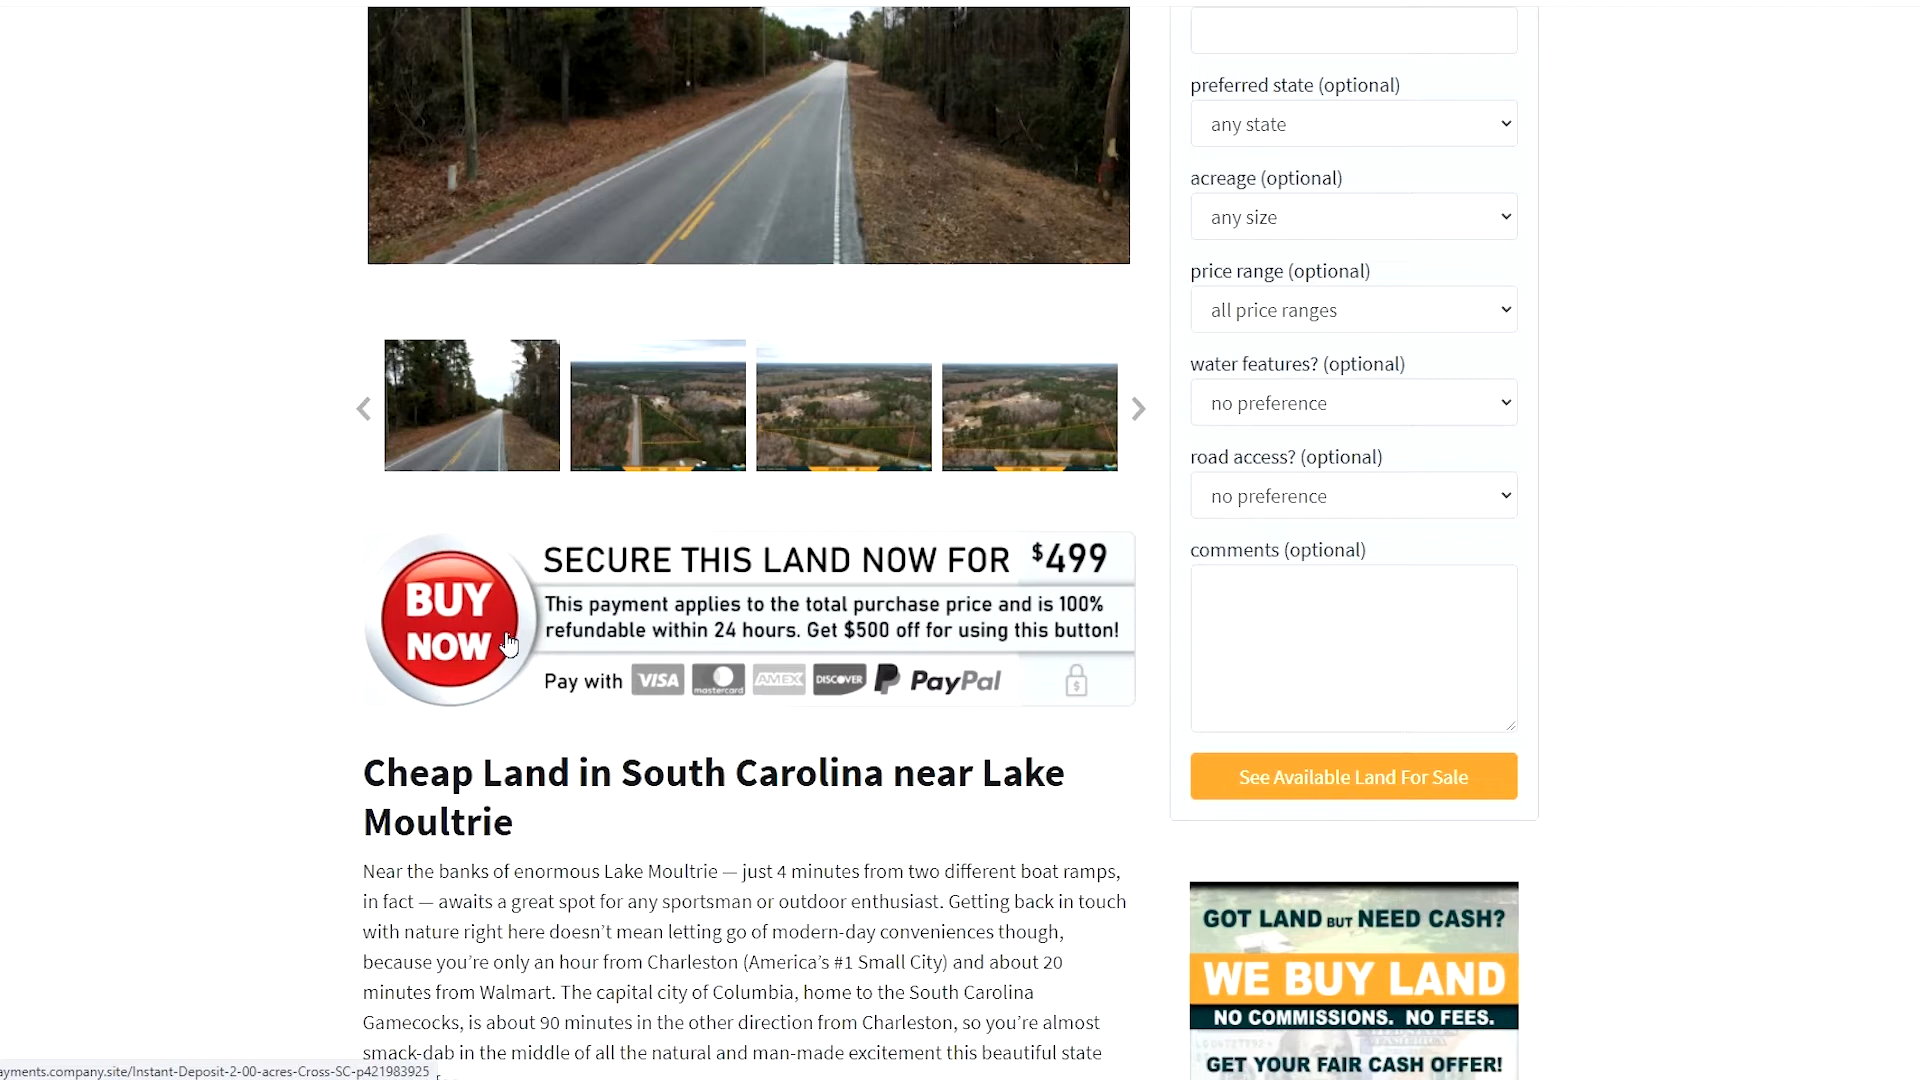 preferred state (optional)
any state
acreage (optional)
any size
price range (optional)
all price ranges
water features? (optional)
no preference
road access? (optional)
no preference
comments (optional)
See Available Land For Sale
BUY
NOW
SECURE THIS LAND NOW FOR $499
This payment applies to the total purchase price and is 100%
refundable within 24 hours. Get $500 off for using this button!
Pay with VISA mastercard AMEX DISCOVER PayPal
Cheap Land in South Carolina near Lake
Moultrie
Near the banks of enormous Lake Moultrie — just 4 minutes from two different boat ramps,
in fact — awaits a great spot for any sportsman or outdoor enthusiast. Getting back in touch
with nature right here doesn’t mean letting go of modern-day conveniences though,
because you’re only an hour from Charleston (America’s #1 Small City) and about 20
minutes from Walmart. The capital city of Columbia, home to the South Carolina
Gamecocks, is about 90 minutes in the other direction from Charleston, so you’re almost
smack-dab in the middle of all the natural and man-made excitement this beautiful state
GOT LAND BUT NEED CASH?
WE BUY LAND
NO COMMISSIONS. NO FEES.
GET YOUR FAIR CASH OFFER!
ayments.company.site/Instant-Deposit-2-00-acres-Cross-SC-p421983925